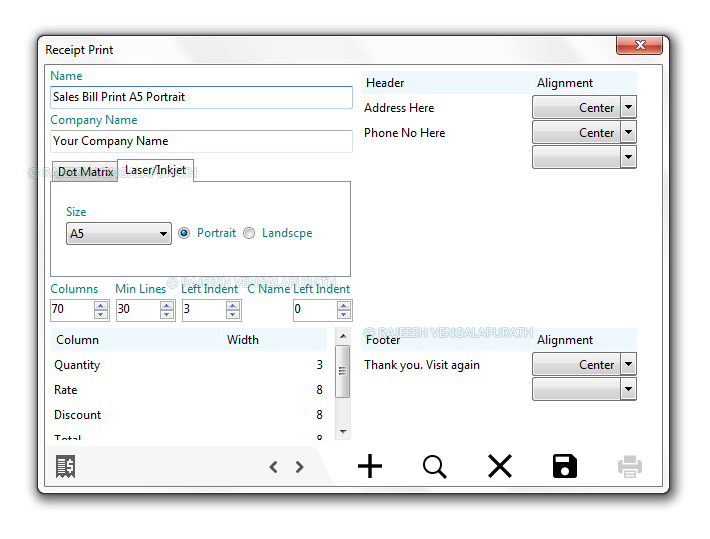 Receipt Print
Name
Sales Bill Print A5 Portrait
Company Name
Your Company Name
© RAJEESH VENGALAPURATH
Dot Matrix Laser/Inkjet
Size
A5 Portrait Landscpe
© RAJEESH VENGALAPURATH
Columns Min Lines Left Indent C Name Left Indent
70 30 3 0
Column Width
Quantity 3
Rate 8
Discount 8
Total 8
Header Alignment
Address Here Center
Phone No Here Center
© RAJEESH VENGALAPURATH
Footer Alignment
Thank you. Visit again Center